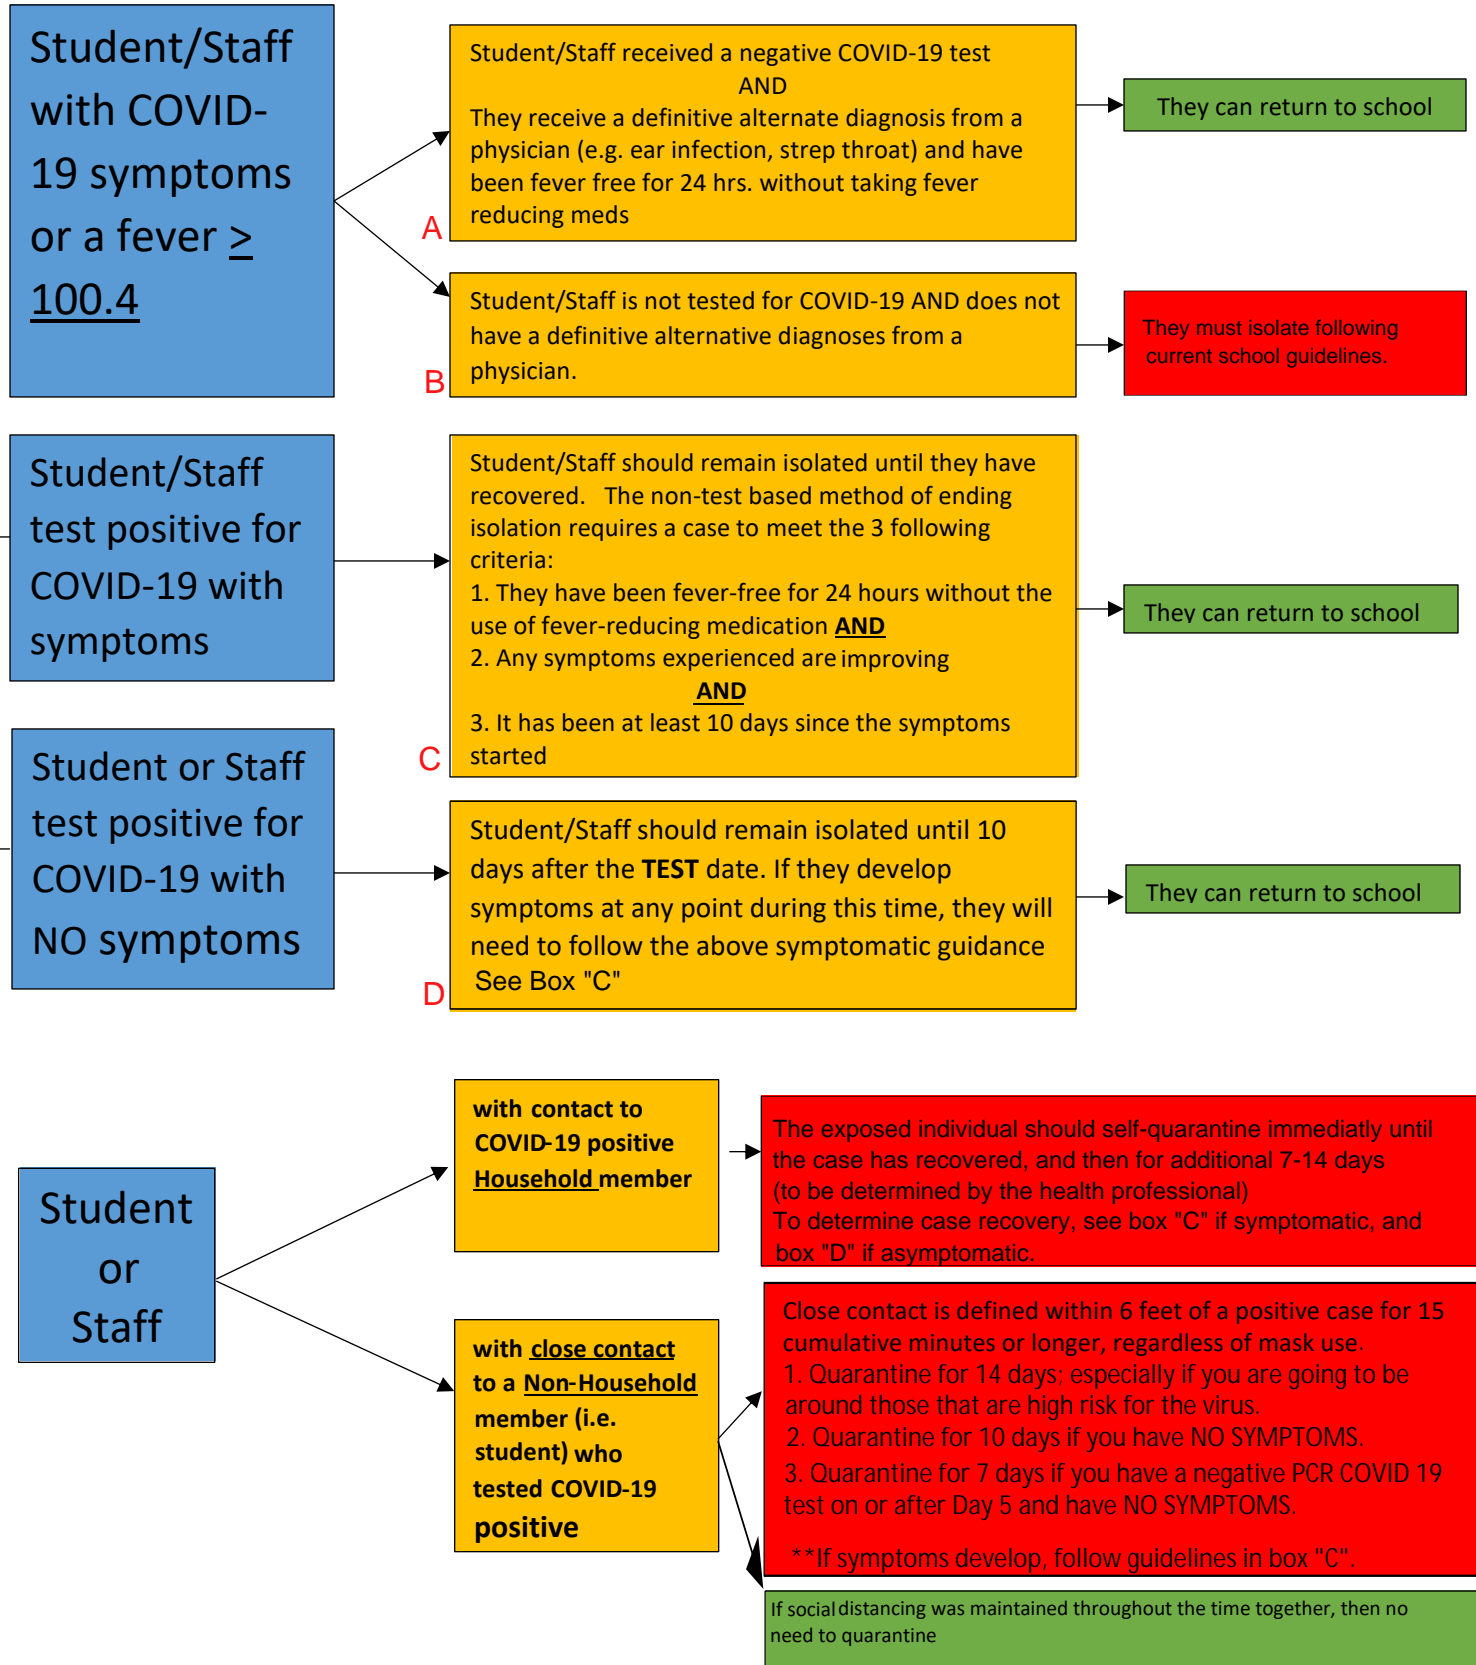 Student/Staff
with COVID-
19 symptoms
or a fever >
100.4
Student/Staff received a negative COVID-19 test
AND
They receive a definitive alternate diagnosis from a
physician (e.g. ear infection, strep throat) and have
been fever free for 24 hrs. without taking fever
reducing meds
A
They can return to school
Student/Staff is not tested for COVID-19 AND does not
have a definitive alternative diagnoses from a
physician.
B
They must isolate following
current school guidelines.
Student/Staff
test positive for
COVID-19 with
symptoms
Student/Staff should remain isolated until they have
recovered. The non-test based method of ending
isolation requires a case to meet the 3 following
criteria:
1. They have been fever-free for 24 hours without the
use of fever-reducing medication AND
2. Any symptoms experienced are improving
AND
3. It has been at least 10 days since the symptoms
started
C
They can return to school
Student or Staff
test positive for
COVID-19 with
NO symptoms
Student/Staff should remain isolated until 10
days after the TEST date. If they develop
symptoms at any point during this time, they will
need to follow the above symptomatic guidance
See Box "C"
D
They can return to school
Student
or
Staff
with contact to
COVID-19 positive
Household member
The exposed individual should self-quarantine immediatly until
the case has recovered, and then for additional 7-14 days
(to be determined by the health professional)
To determine case recovery, see box "C" if symptomatic, and
box "D" if asymptomatic.
with close contact
to a Non-Household
member (i.e.
student) who
tested COVID-19
positive
Close contact is defined within 6 feet of a positive case for 15
cumulative minutes or longer, regardless of mask use.
1. Quarantine for 14 days; especially if you are going to be
around those that are high risk for the virus.
2. Quarantine for 10 days if you have NO SYMPTOMS.
3. Quarantine for 7 days if you have a negative PCR COVID 19
test on or after Day 5 and have NO SYMPTOMS.
**If symptoms develop, follow guidelines in box "C".
If social distancing was maintained throughout the time together, then no
need to quarantine